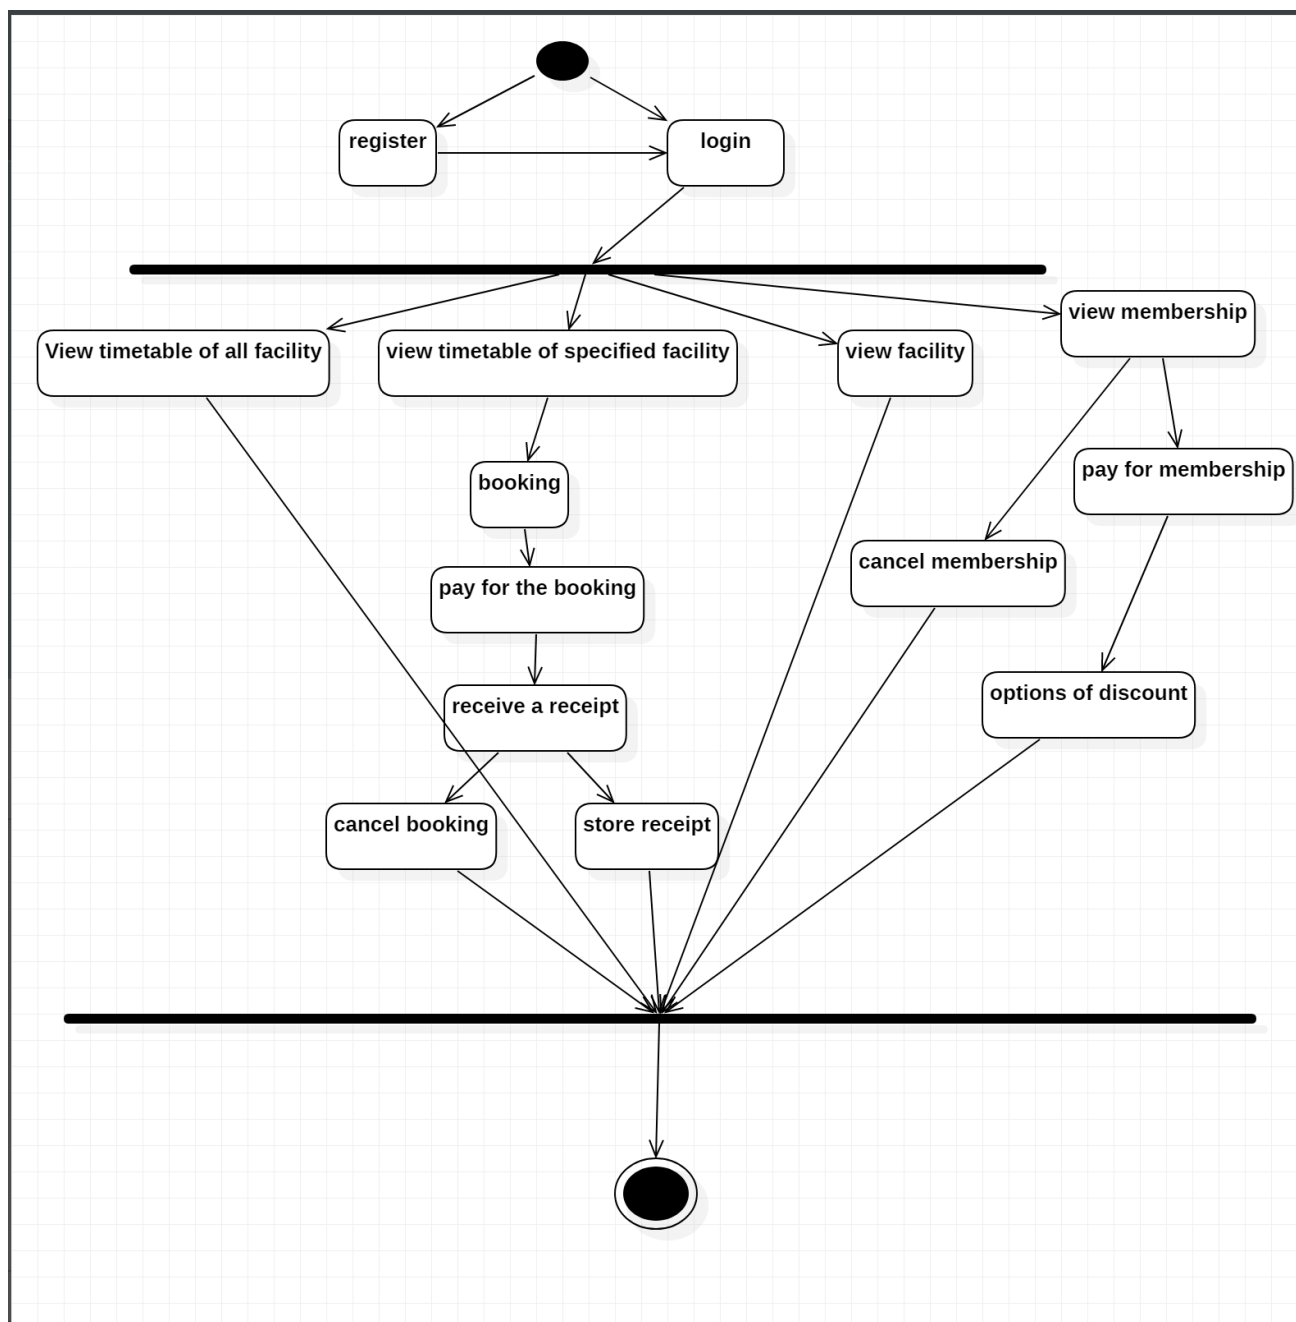 register
login
view membership
View timetable of all facility
view timetable of specified facility
view facility
booking
pay for membership
cancel membership
pay for the booking
options of discount
receive a receipt
cancel booking
store receipt